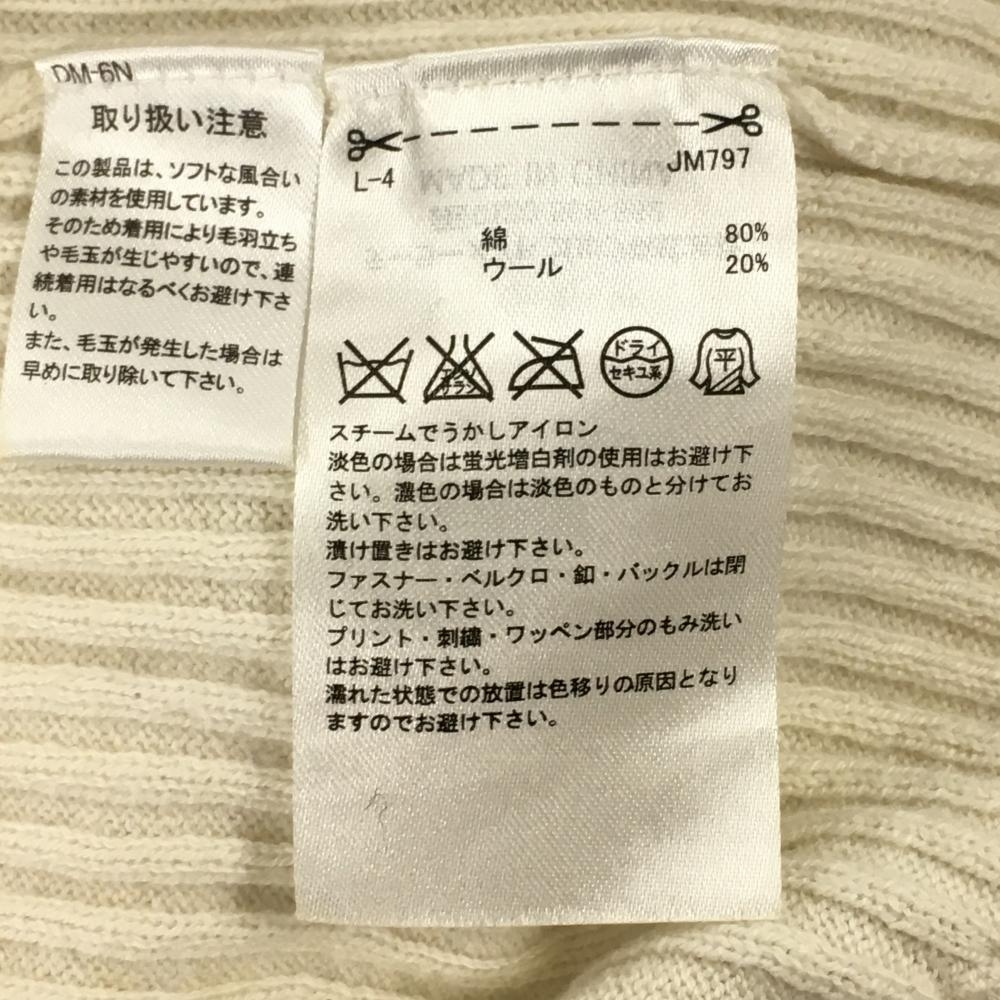 DM-6N
取り扱い注意
この製品は、ソフトな風合い
の素材を使用しています。
そのため着用により毛羽立ち
や毛玉が生じやすいので、連
続着用はなるべくお避け下さ
い。
また、毛玉が発生した場合は
早めに取り除いて下さい。
L-4
JM797
綿 80%
ウール 20%
エンソ
サラシ
ドライ
セキユ系
平
スチームでうかしアイロン
淡色の場合は蛍光増白剤の使用はお避け下
さい。濃色の場合は淡色のものと分けてお
洗い下さい。
漬け置きはお避け下さい。
ファスナー・ベルクロ・釦・バックルは閉
じてお洗い下さい。
プリント・刺繍・ワッペン部分のもみ洗い
はお避け下さい。
濡れた状態での放置は色移りの原因となり
ますのでお避け下さい。